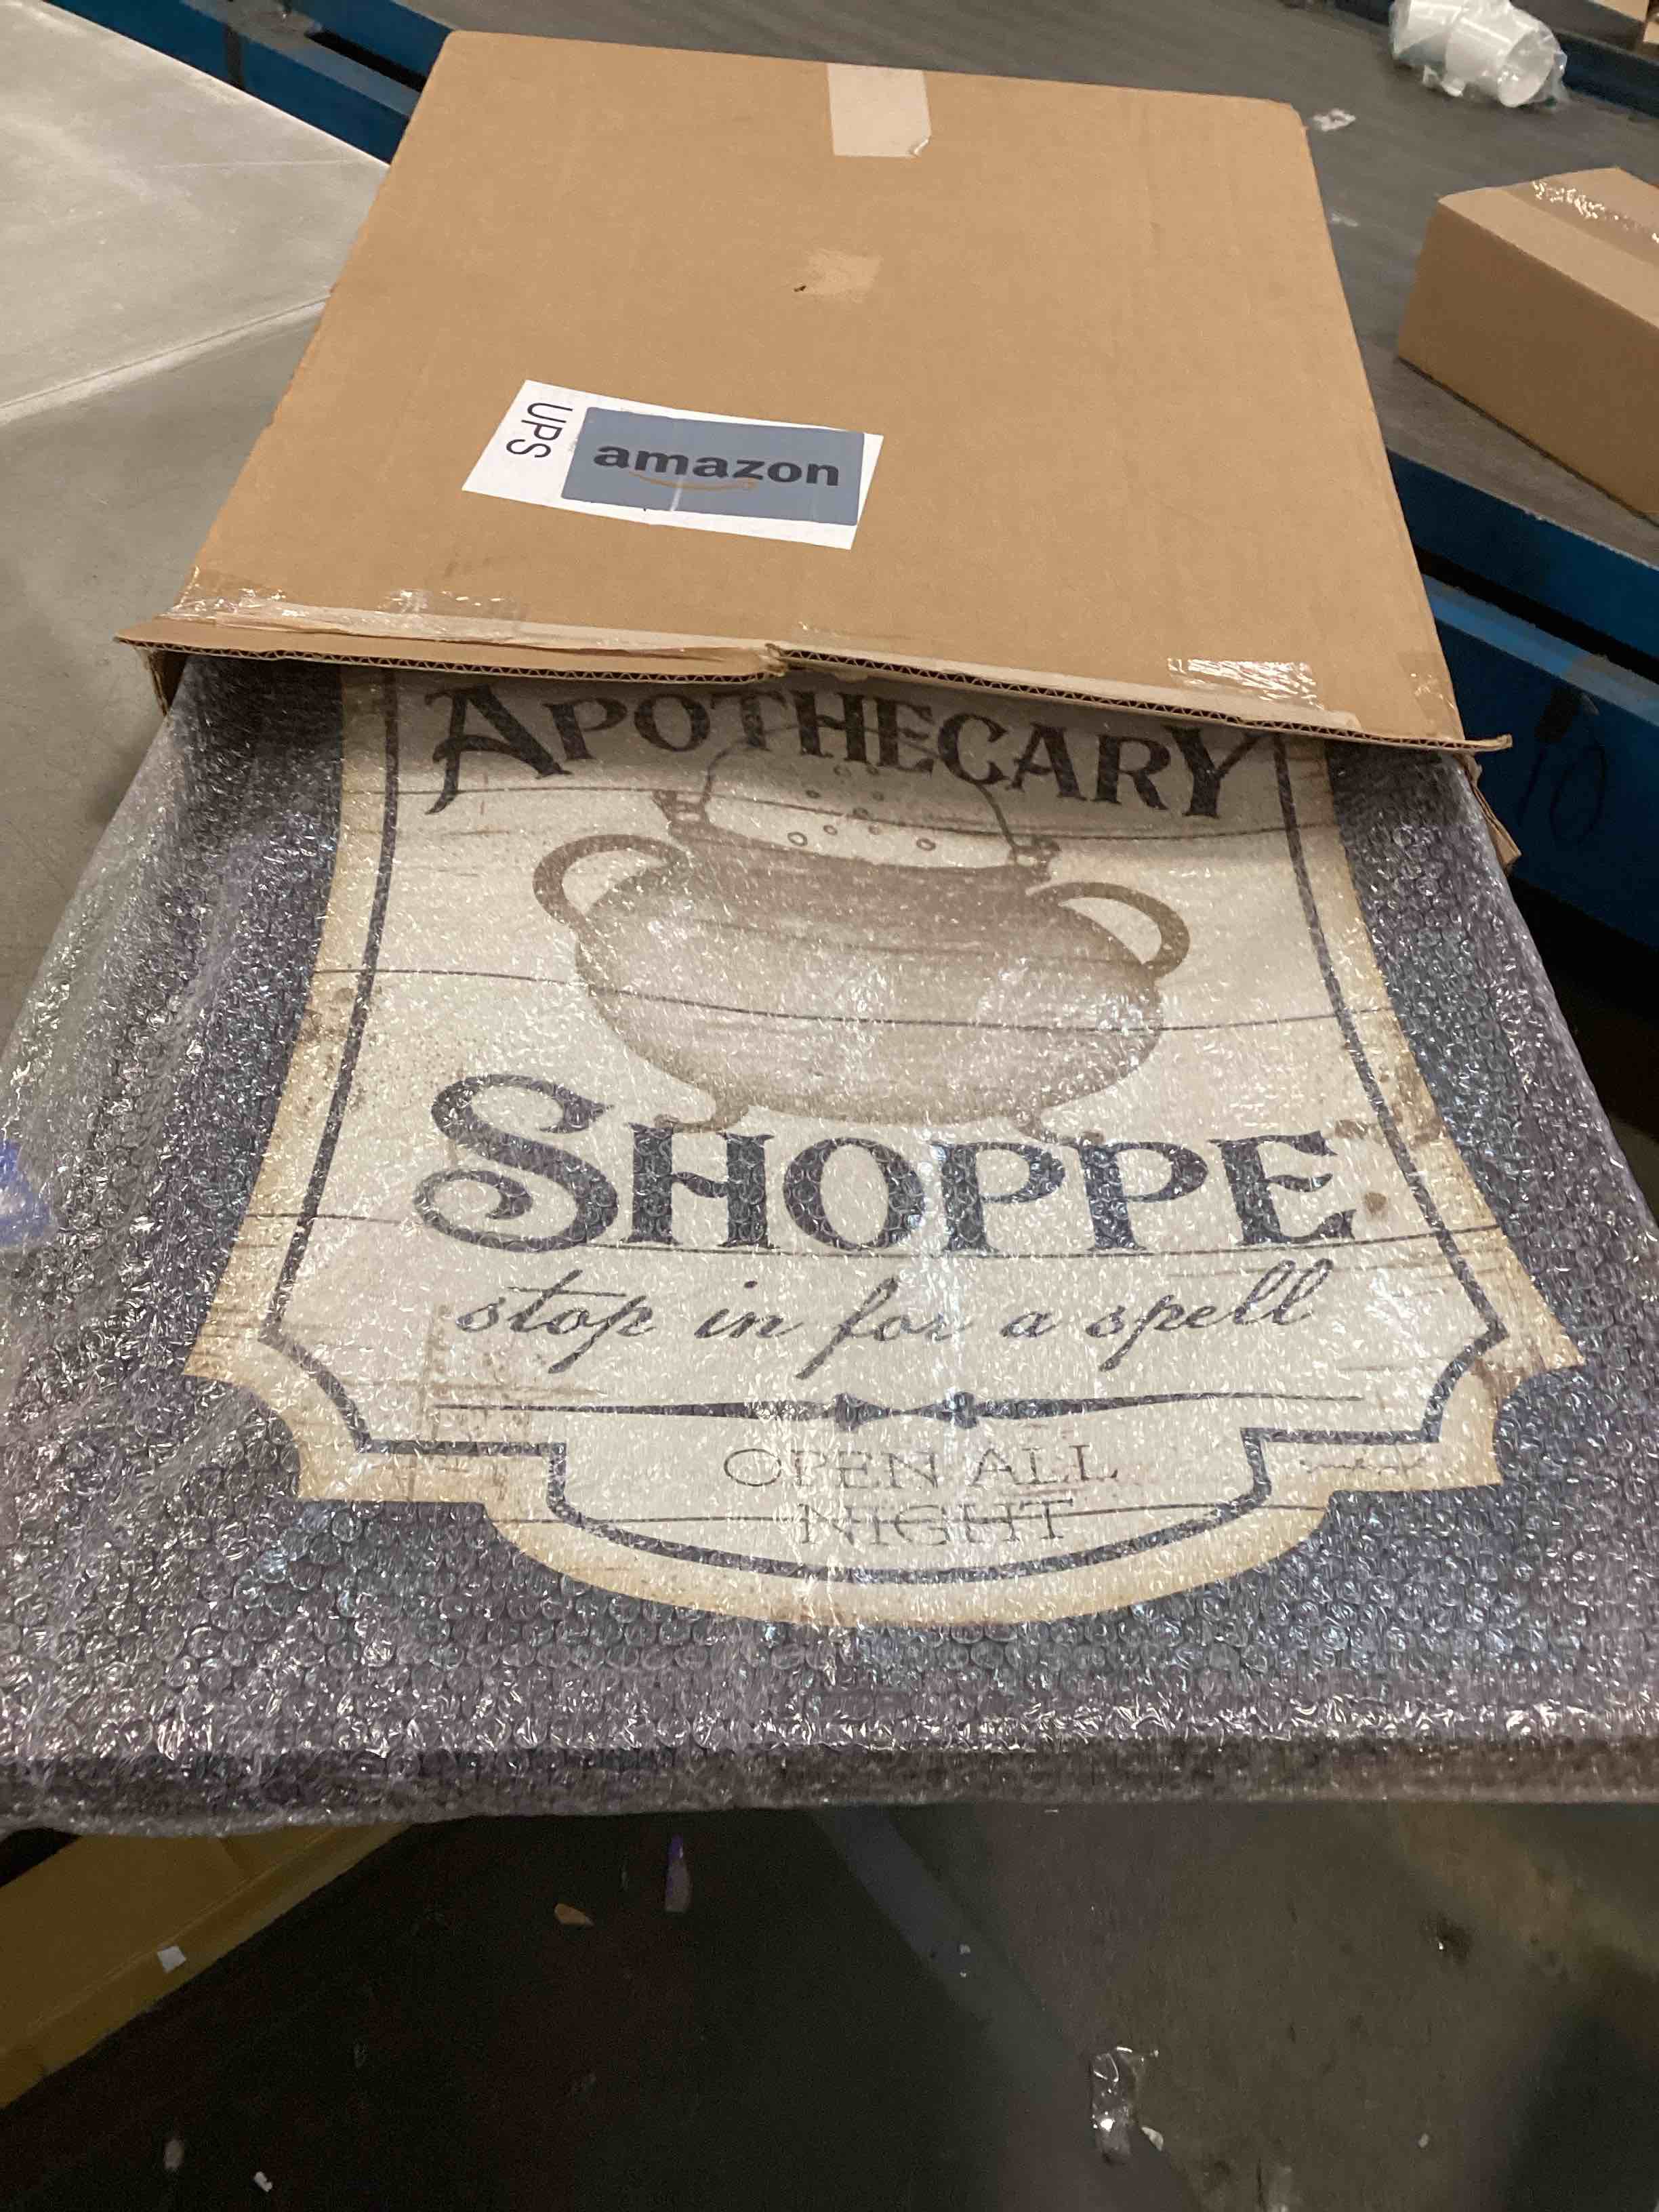 UPS
amazon
APOTHECARY
SHOPPE
stop in for a spell
OPEN ALL
NIGHT